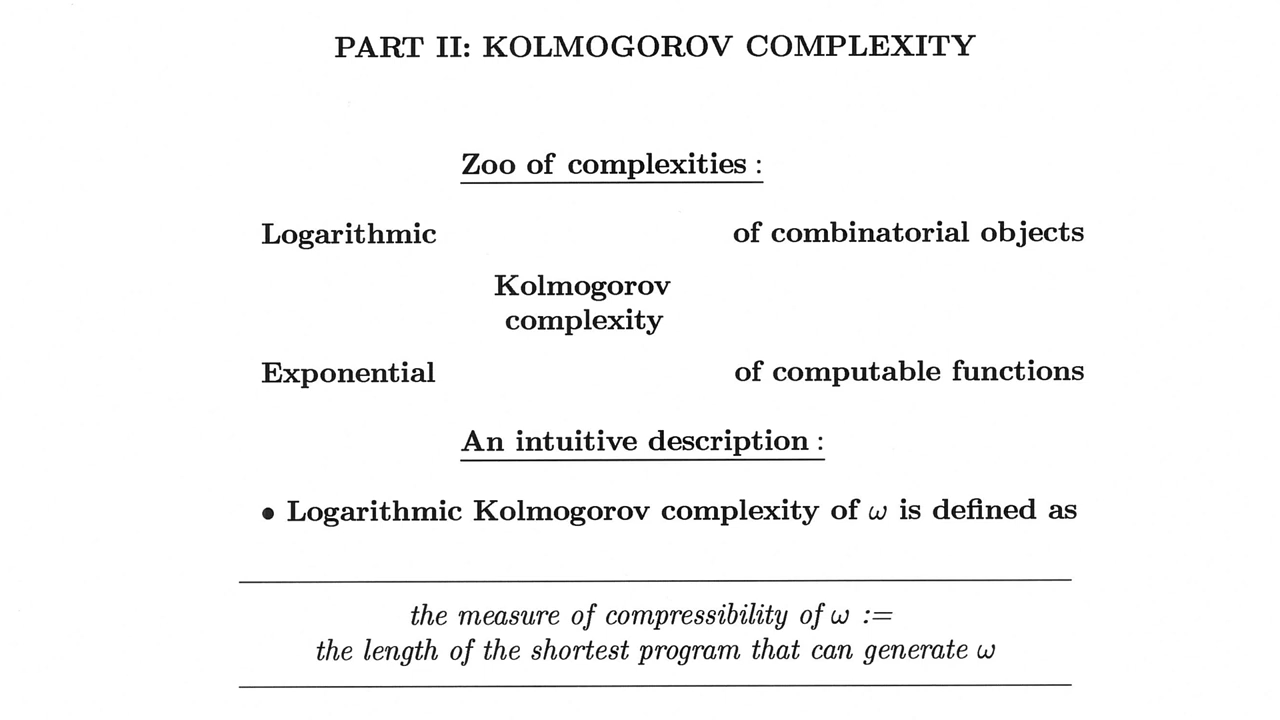 PART II: KOLMOGOROV COMPLEXITY
Zoo of complexities :
Logarithmic of combinatorial objects
Kolmogorov
complexity
Exponential of computable functions
An intuitive description :
• Logarithmic Kolmogorov complexity of ω is defined as
the measure of compressibility of ω :=
the length of the shortest program that can generate ω